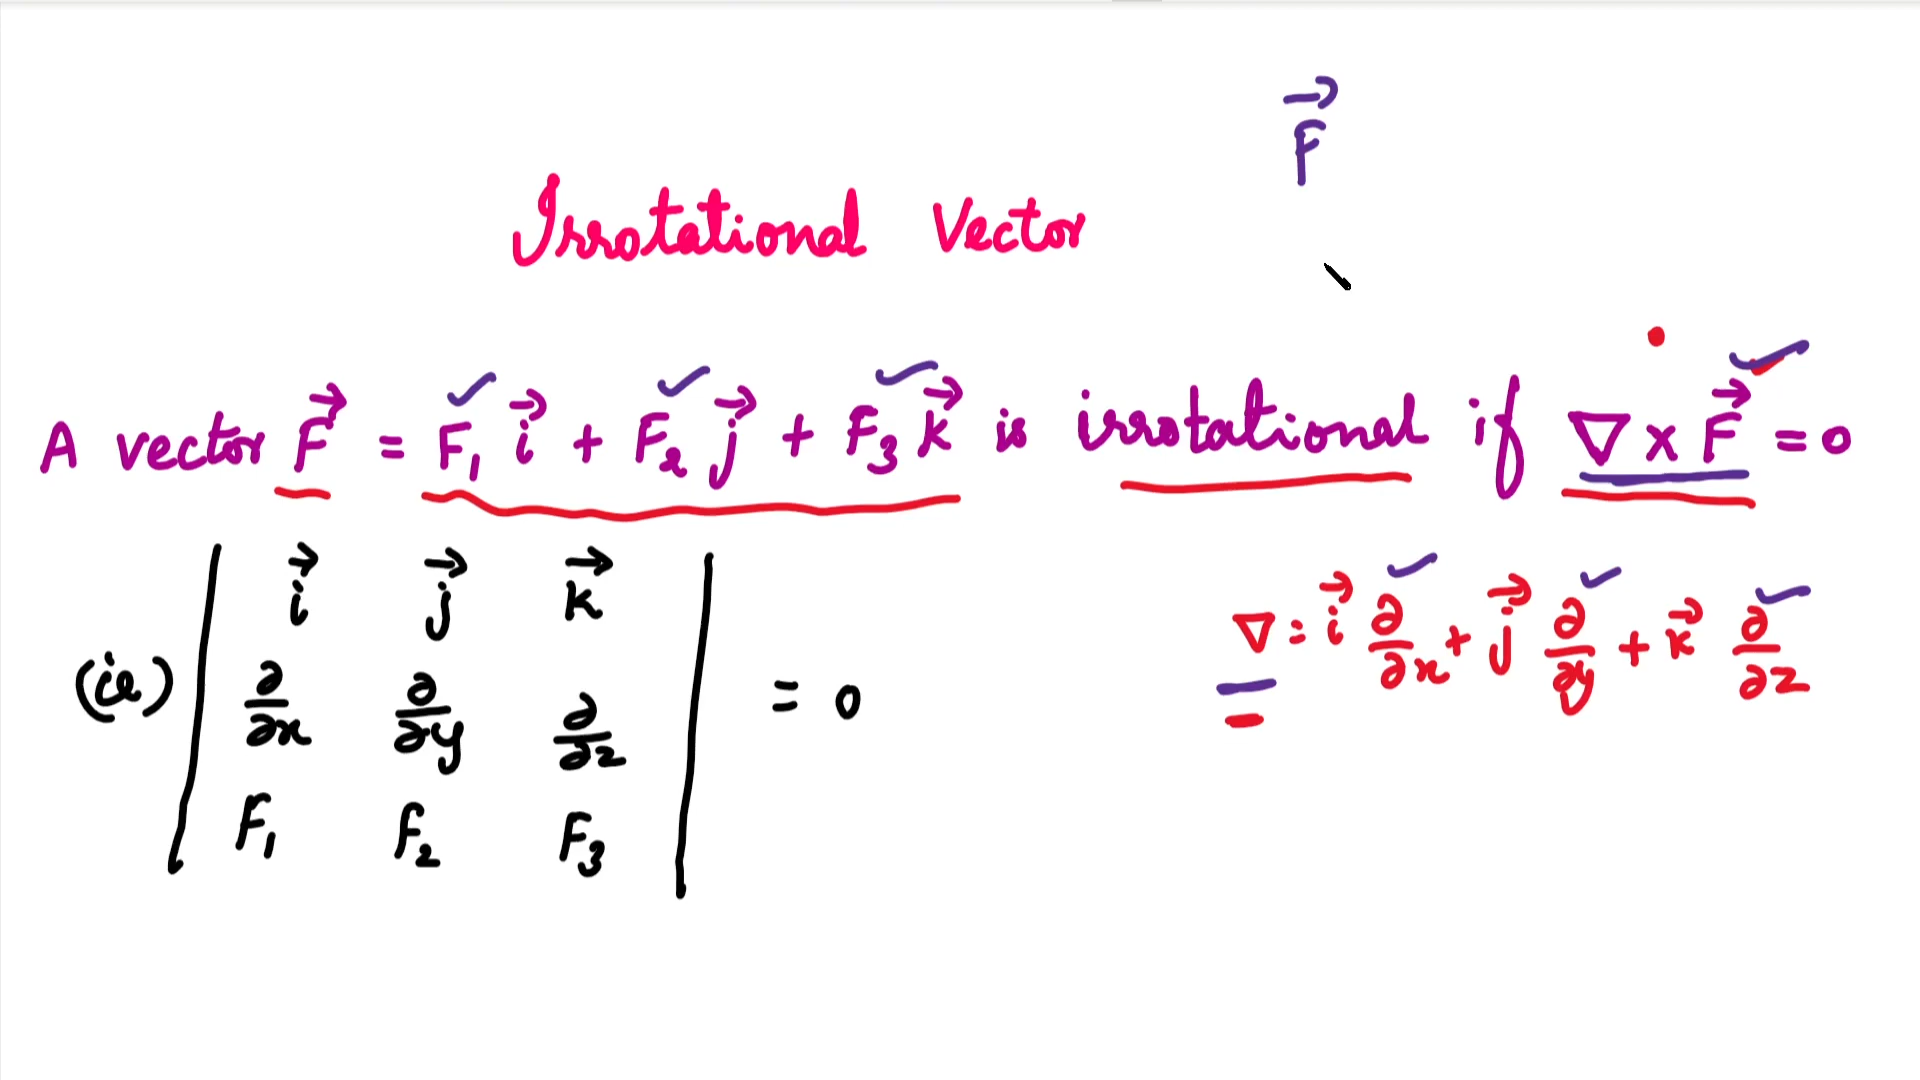 F⃗
Irrotational Vector
A vector F⃗ = F₁ i⃗ + F₂ j⃗ + F₃ k⃗ is irrotational if ∇ × F⃗ = 0
∇ = i⃗ ∂/∂x + j⃗ ∂/∂y + k⃗ ∂/∂z
i⃗ j⃗ k⃗
(ie) | ∂/∂x ∂/∂y ∂/∂z | = 0
F₁ F₂ F₃